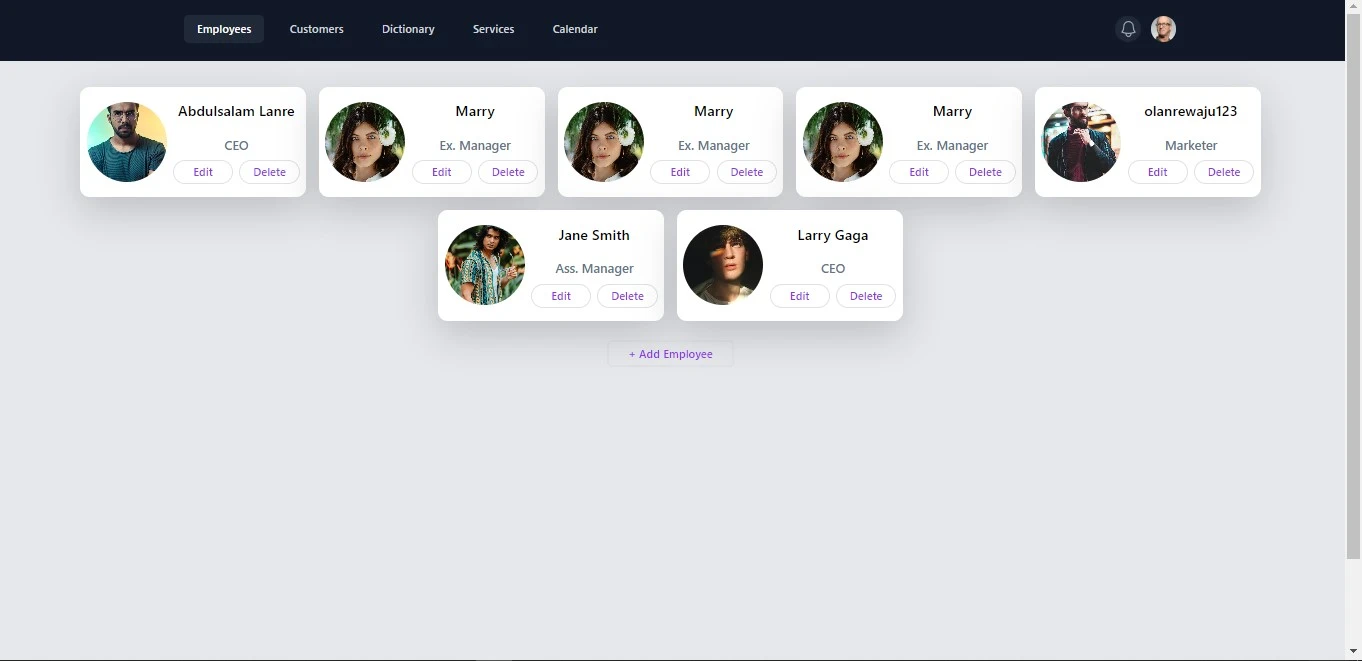 Employees
Customers
Dictionary
Services
Calendar
Abdulsalam Lanre
CEO
Edit
Delete
Marry
Ex. Manager
Edit
Delete
Marry
Ex. Manager
Edit
Delete
Marry
Ex. Manager
Edit
Delete
olanrewaju123
Marketer
Edit
Delete
Jane Smith
Ass. Manager
Edit
Delete
Larry Gaga
CEO
Edit
Delete
+ Add Employee